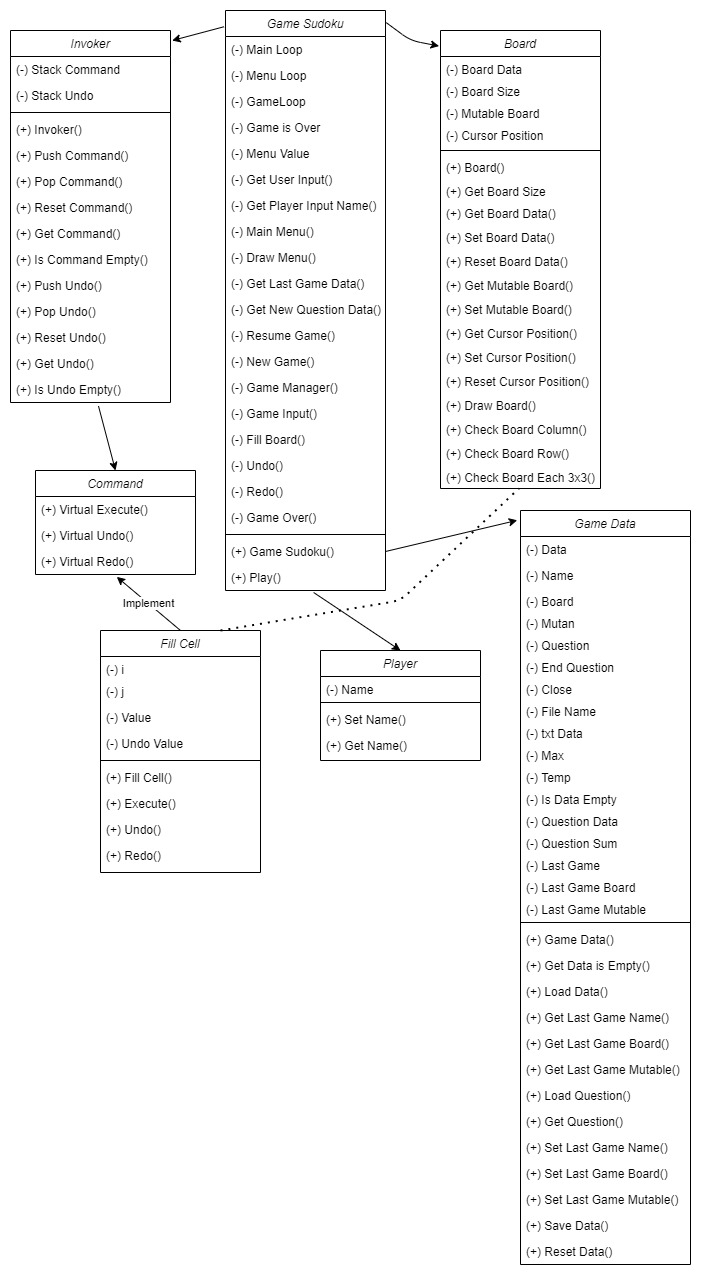 Invoker
(-) Stack Command
(-) Stack Undo
(+) Invoker()
(+) Push Command()
(+) Pop Command()
(+) Reset Command()
(+) Get Command()
(+) Is Command Empty()
(+) Push Undo()
(+) Pop Undo()
(+) Reset Undo()
(+) Get Undo()
(+) Is Undo Empty()
Game Sudoku
(-) Main Loop
(-) Menu Loop
(-) GameLoop
(-) Game is Over
(-) Menu Value
(-) Get User Input()
(-) Get Player Input Name()
(-) Main Menu()
(-) Draw Menu()
(-) Get Last Game Data()
(-) Get New Question Data()
(-) Resume Game()
(-) New Game()
(-) Game Manager()
(-) Game Input()
(-) Fill Board()
(-) Undo()
(-) Redo()
(-) Game Over()
(+) Game Sudoku()
(+) Play()
Board
(-) Board Data
(-) Board Size
(-) Mutable Board
(-) Cursor Position
(+) Board()
(+) Get Board Size
(+) Get Board Data()
(+) Set Board Data()
(+) Reset Board Data()
(+) Get Mutable Board()
(+) Set Mutable Board()
(+) Get Cursor Position()
(+) Set Cursor Position()
(+) Reset Cursor Position()
(+) Draw Board()
(+) Check Board Column()
(+) Check Board Row()
(+) Check Board Each 3x3()
Command
(+) Virtual Execute()
(+) Virtual Undo()
(+) Virtual Redo()
Implement
Fill Cell
(-) i
(-) j
(-) Value
(-) Undo Value
(+) Fill Cell()
(+) Execute()
(+) Undo()
(+) Redo()
Player
(-) Name
(+) Set Name()
(+) Get Name()
Game Data
(-) Data
(-) Name
(-) Board
(-) Mutan
(-) Question
(-) End Question
(-) Close
(-) File Name
(-) txt Data
(-) Max
(-) Temp
(-) Is Data Empty
(-) Question Data
(-) Question Sum
(-) Last Game
(-) Last Game Board
(-) Last Game Mutable
(+) Game Data()
(+) Get Data is Empty()
(+) Load Data()
(+) Get Last Game Name()
(+) Get Last Game Board()
(+) Get Last Game Mutable()
(+) Load Question()
(+) Get Question()
(+) Set Last Game Name()
(+) Set Last Game Board()
(+) Set Last Game Mutable()
(+) Save Data()
(+) Reset Data()